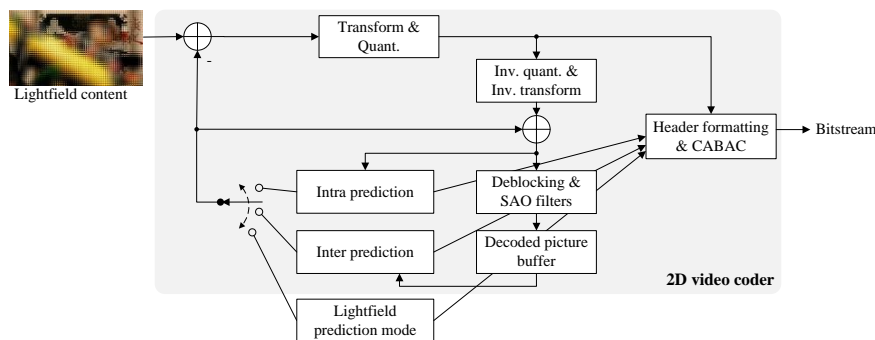 Transform &
Quant.
Lightfield content
-
Inv. quant. &
Inv. transform
Header formatting
& CABAC
Bitstream
Intra prediction
Deblocking &
SAO filters
Inter prediction
Decoded picture
buffer
2D video coder
Lightfield
prediction mode